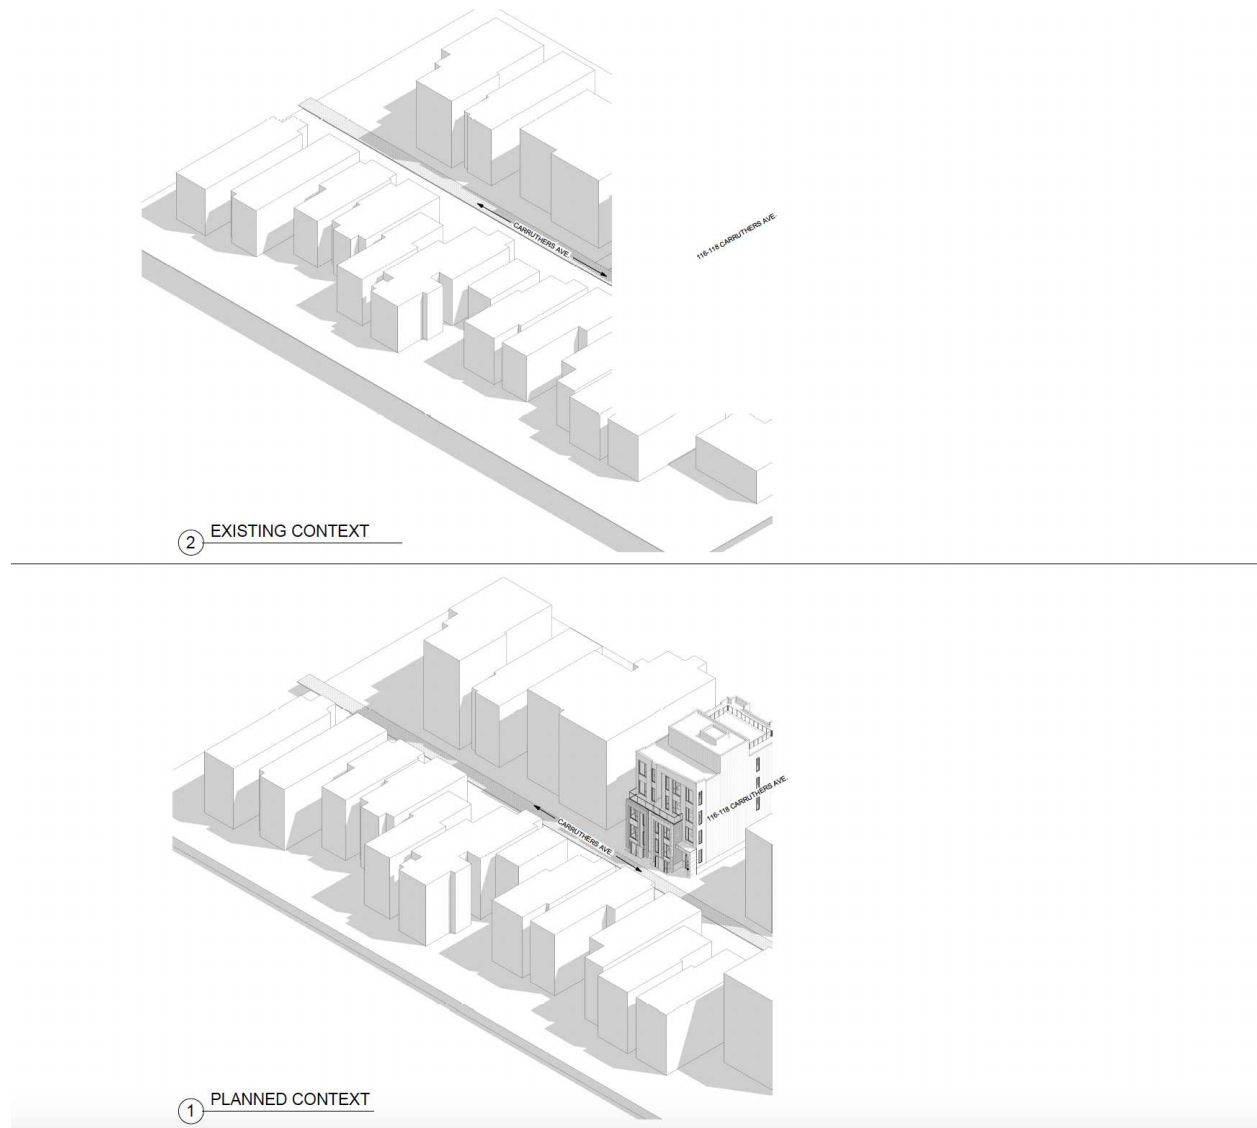 CARRUTHERS AVE.
116-118 CARRUTHERS AVE.
2 EXISTING CONTEXT
116-118 CARRUTHERS AVE.
CARRUTHERS AVE.
1 PLANNED CONTEXT